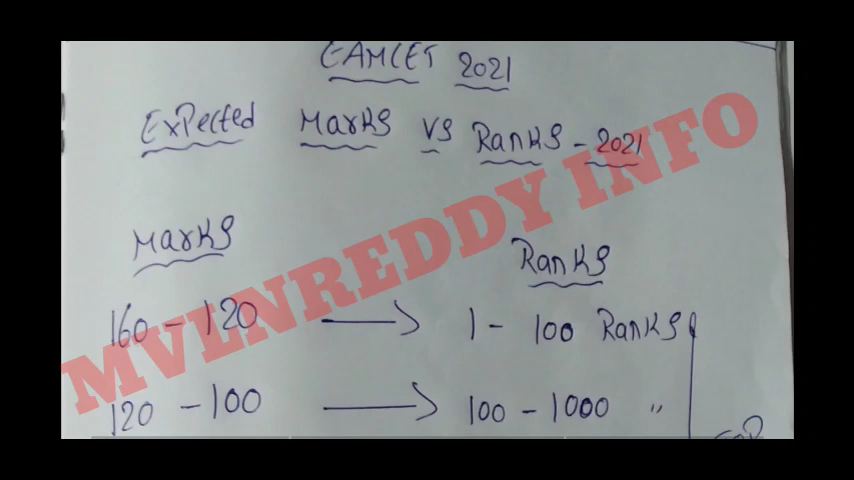 EAMCET 2021
Expected Marks VS Ranks - 2021
Marks
Ranks
160 - 120 → 1 - 100 Ranks
120 - 100 → 100 - 1000 "
MVLNREDDY INFO